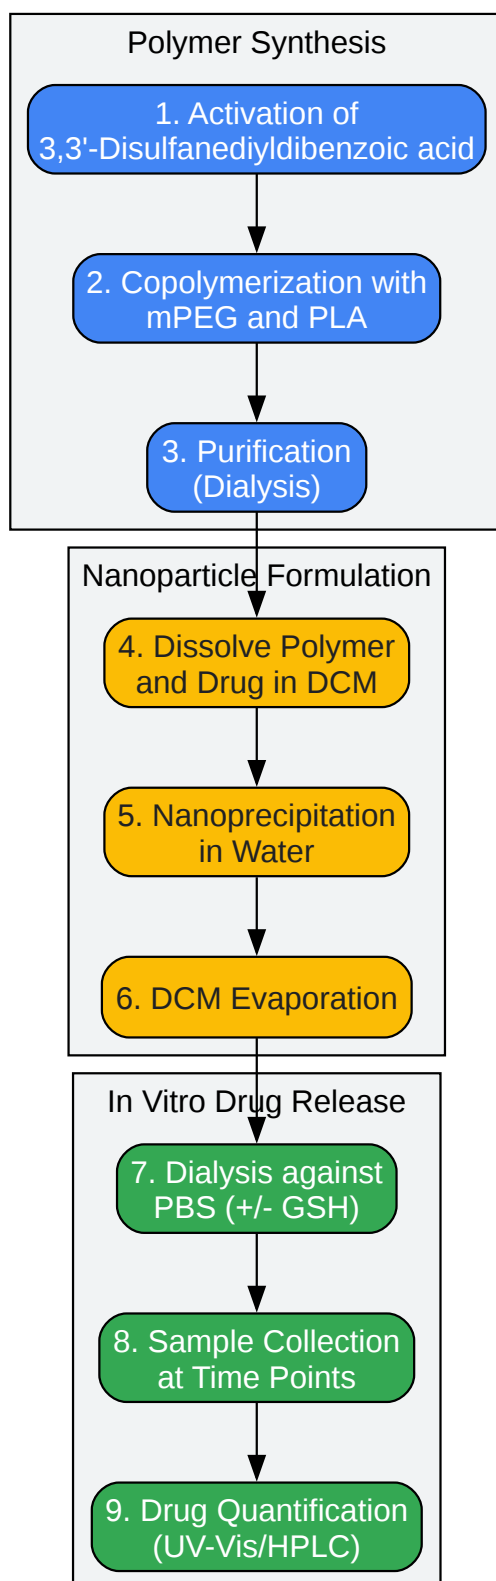 Polymer Synthesis
1. Activation of
3,3'-Disulfanediyldibenzoic acid
2. Copolymerization with
mPEG and PLA
3. Purification
(Dialysis)
Nanoparticle Formulation
4. Dissolve Polymer
and Drug in DCM
5. Nanoprecipitation
in Water
6. DCM Evaporation
In Vitro Drug Release
7. Dialysis against
PBS (+/- GSH)
8. Sample Collection
at Time Points
9. Drug Quantification
(UV-Vis/HPLC)